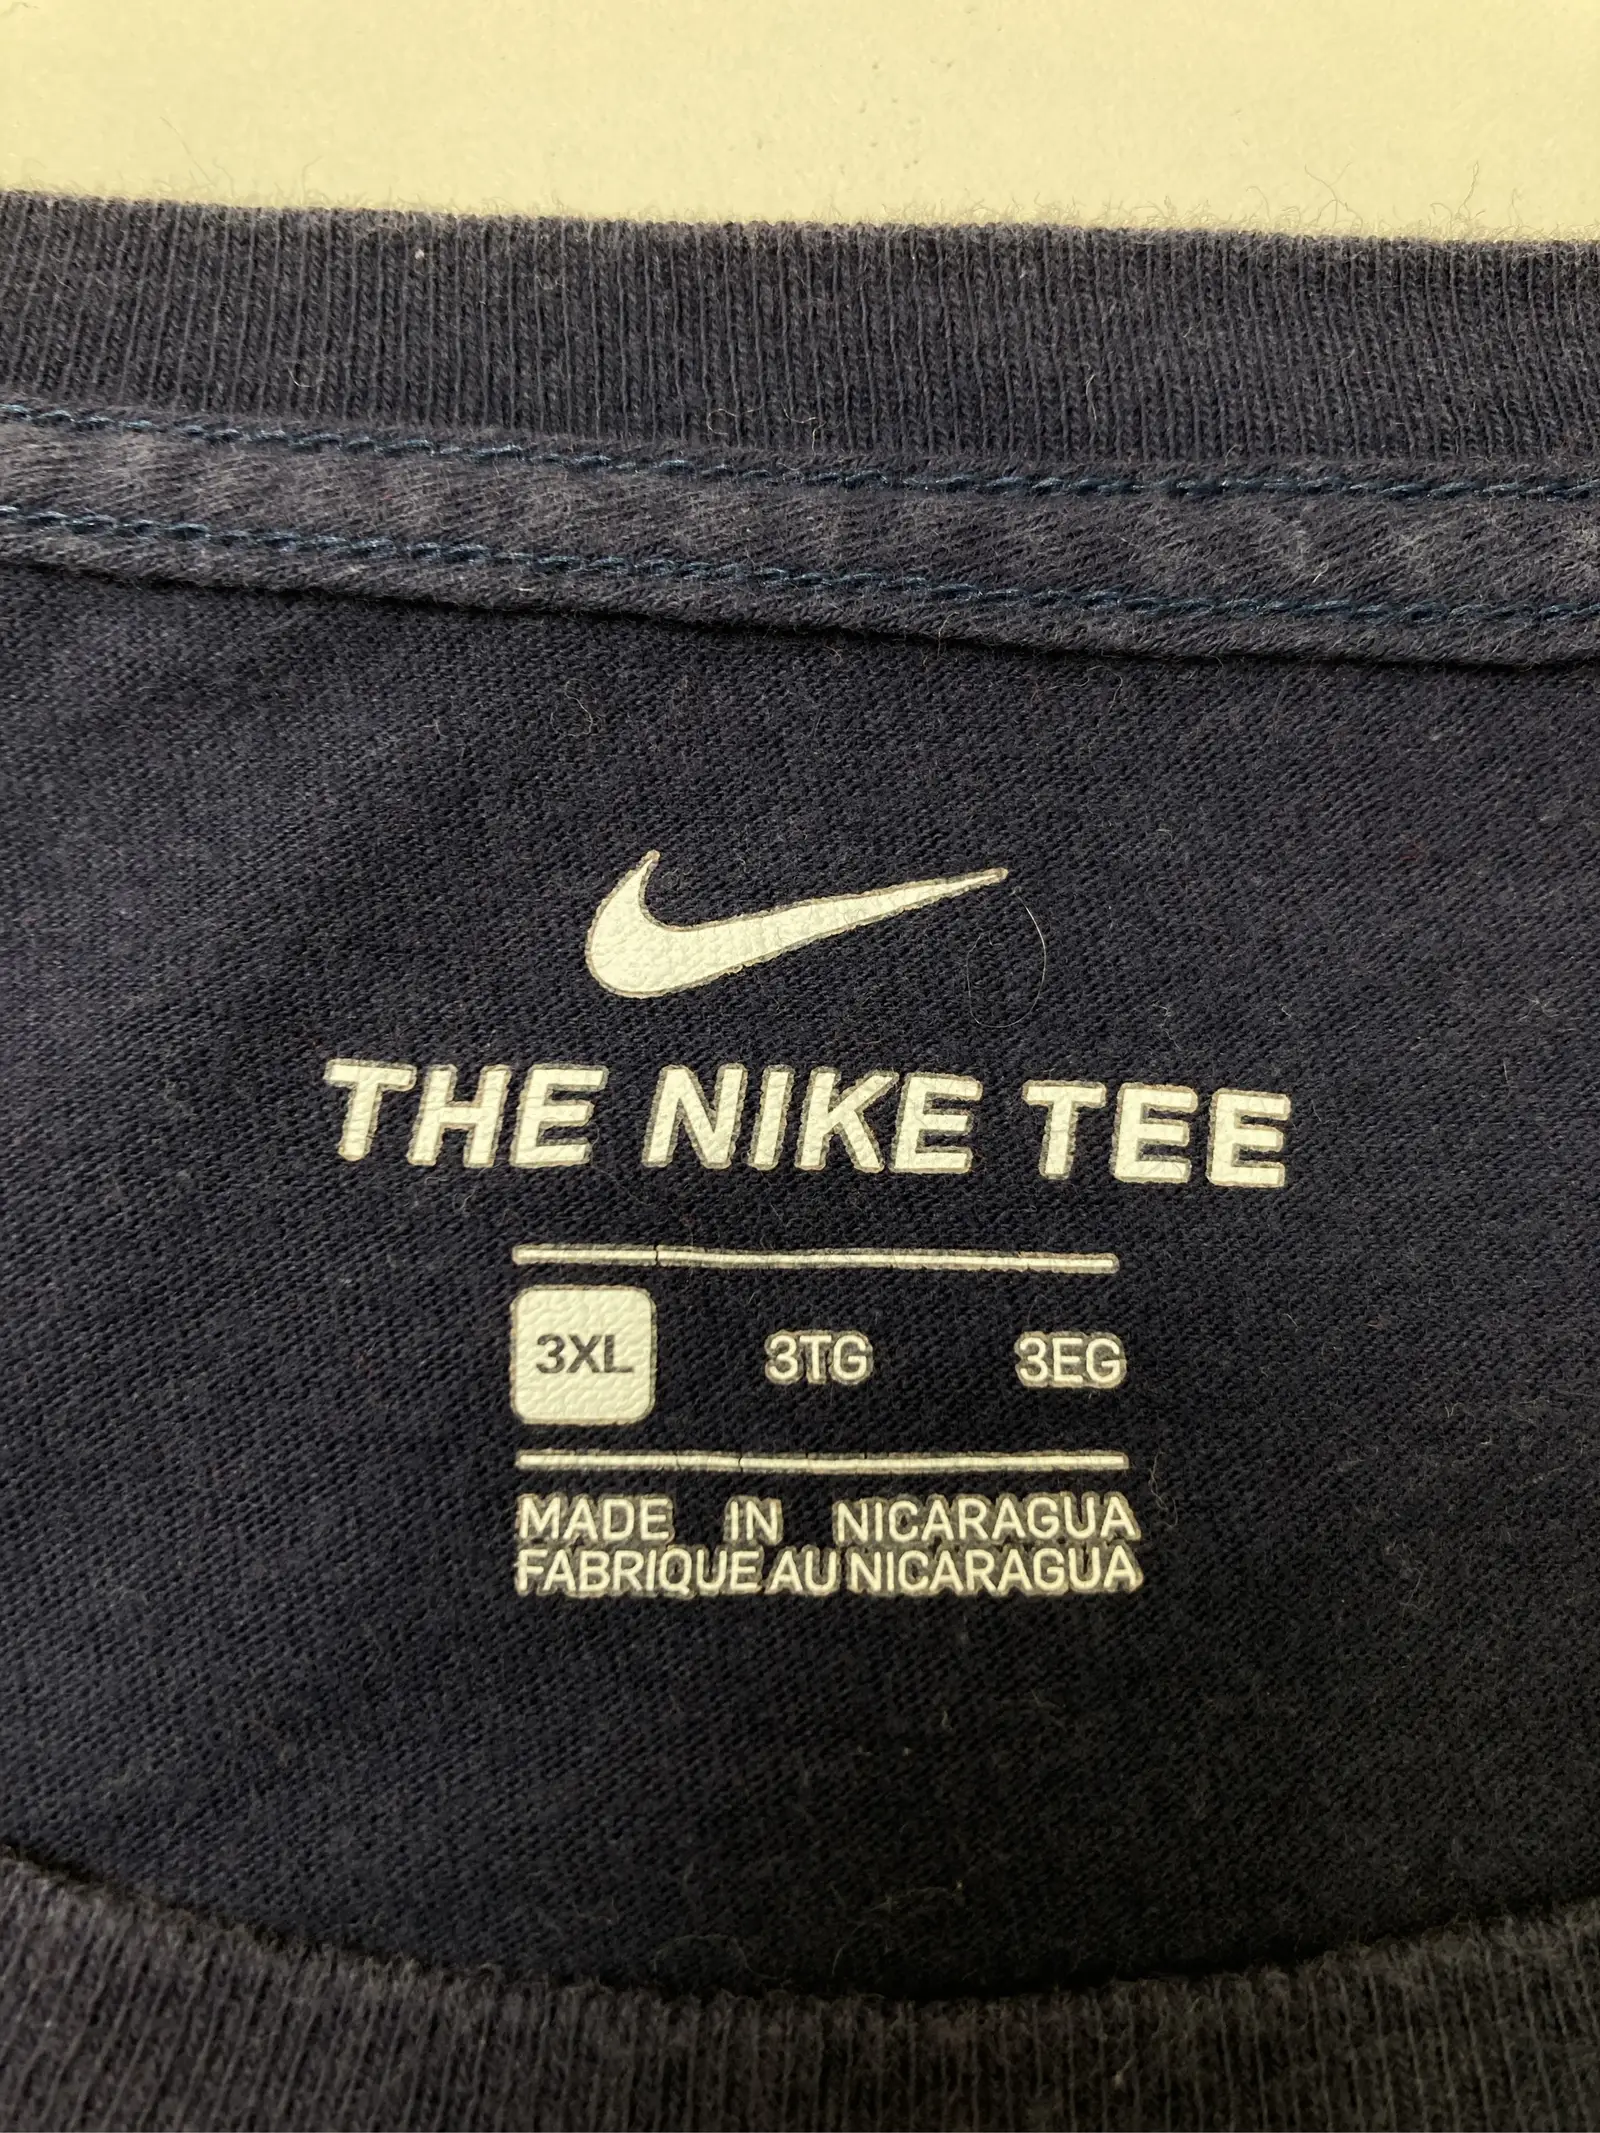 THE NIKE TEE
3XL 3TG 3EG
MADE IN NICARAGUA
FABRIQUE AU NICARAGUA